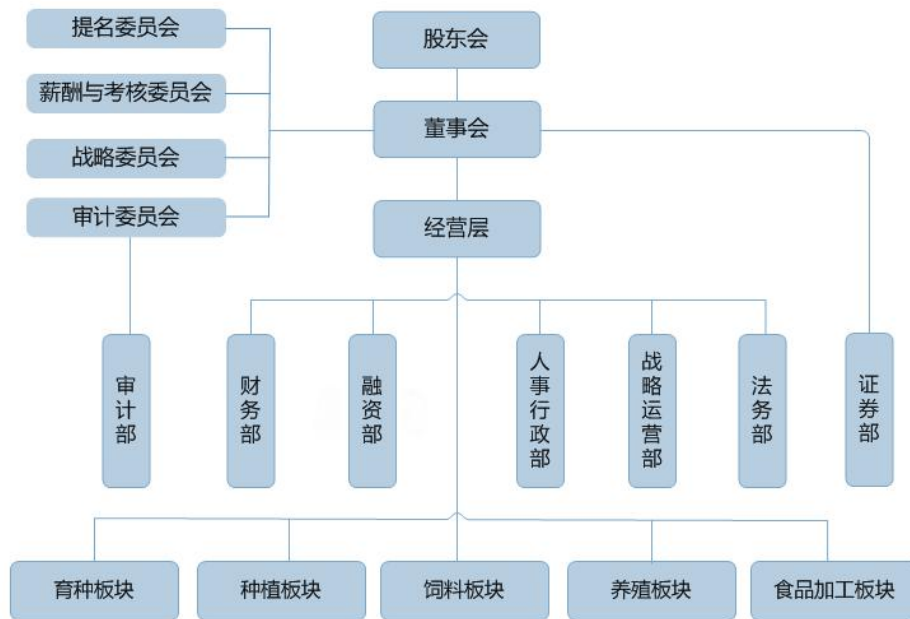 提名委员会
股东会
薪酬与考核委员会
董事会
战略委员会
审计委员会
经营层
审计部
财务部
融资部
人事行政部
战略运营部
法务部
证券部
育种板块
种植板块
饲料板块
养殖板块
食品加工板块